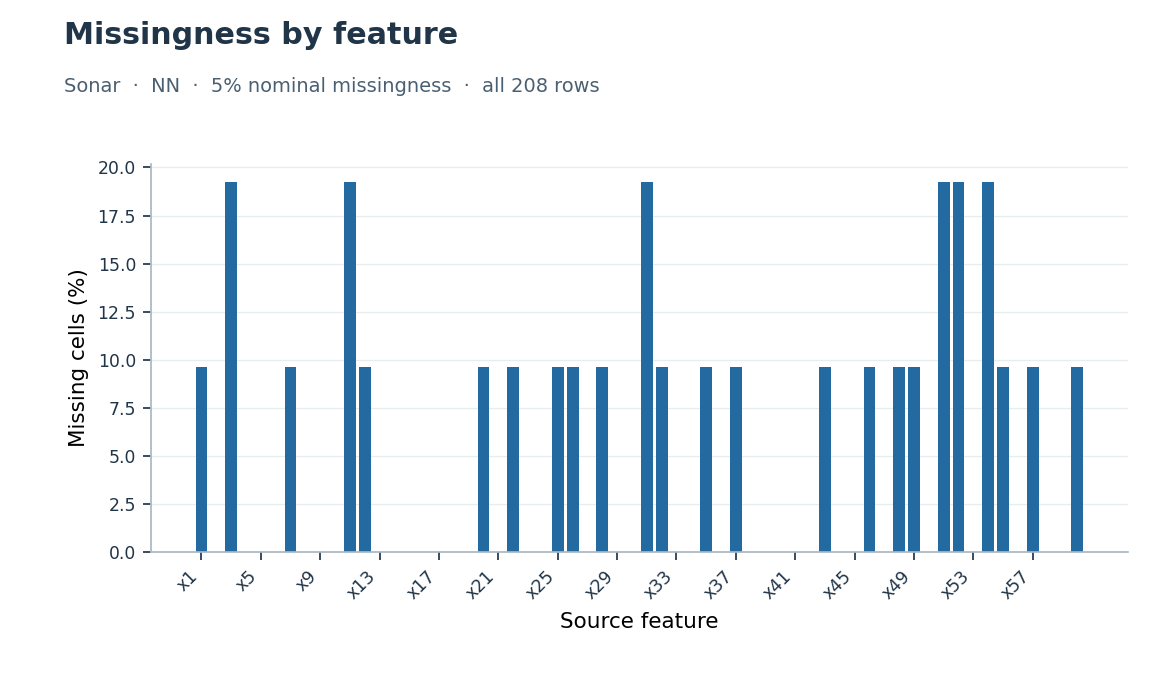 Missingness by feature
Sonar · NN · 5% nominal missingness · all 208 rows
20.0
17.5
15.0
12.5
10.0
7.5
5.0
2.5
0.0
Missing cells (%)
x1 x5 x9 x13 x17 x21 x25 x29 x33 x37 x41 x45 x49 x53 x57
Source feature